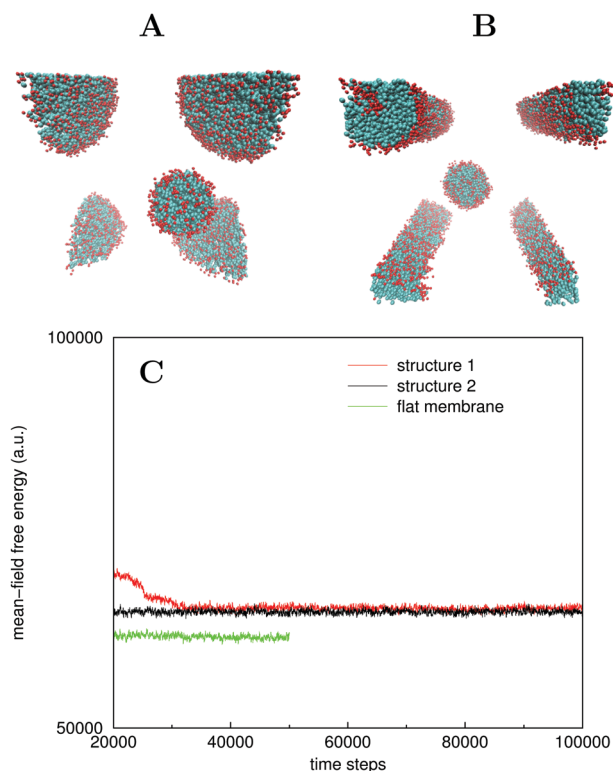 A
B
100000
C
structure 1
structure 2
flat membrane
mean−field free energy (a.u.)
50000
20000
40000
60000
80000
100000
time steps